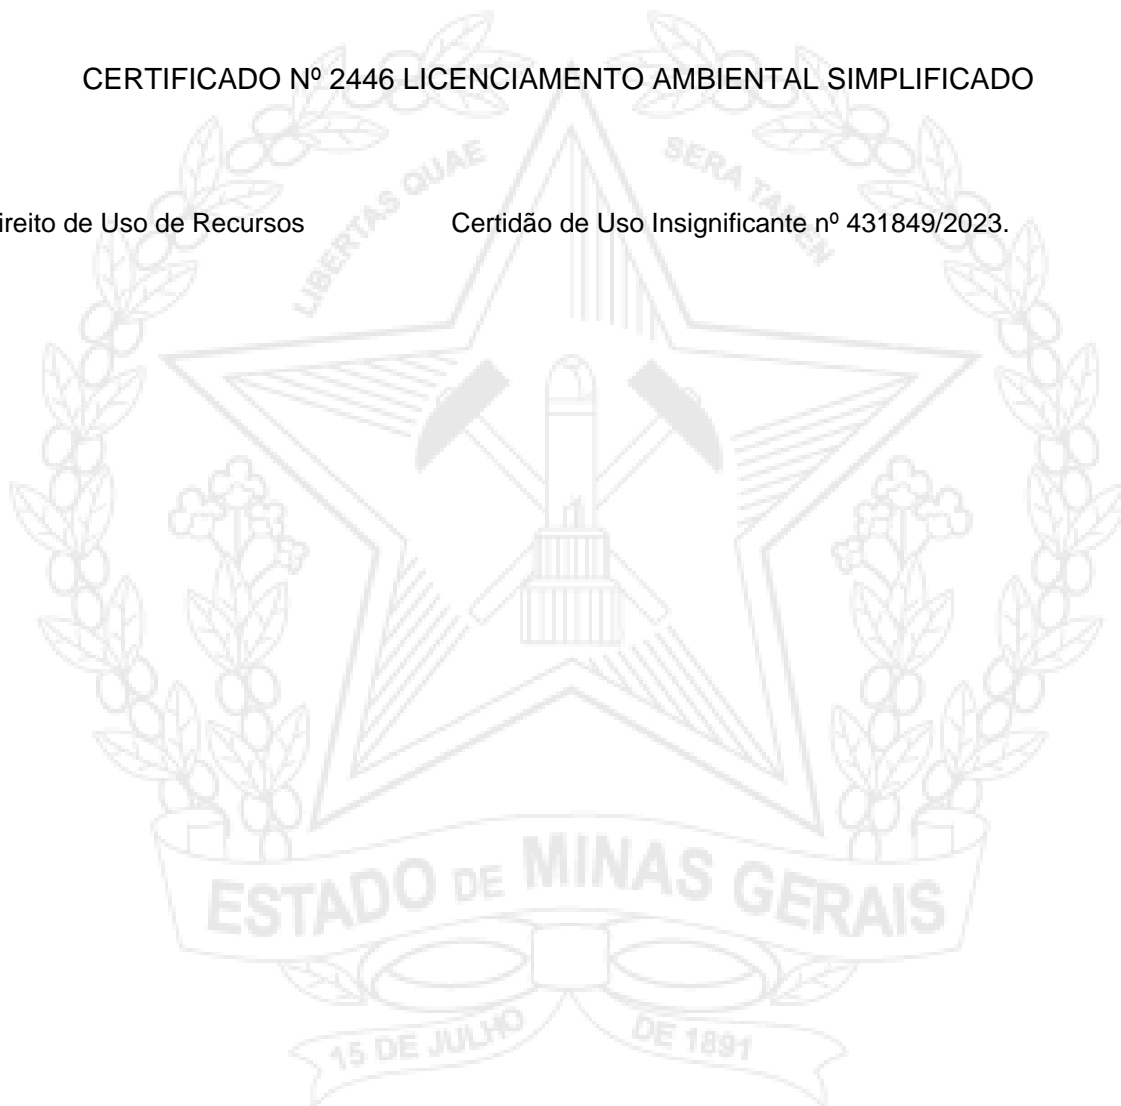 CERTIFICADO Nº 2446 LICENCIAMENTO AMBIENTAL SIMPLIFICADO
LIBERTAS QUAE SERA TAMEN
ireito de Uso de Recursos Certidão de Uso Insignificante nº 431849/2023.
ESTADO DE MINAS GERAIS
15 DE JULHO DE 1891